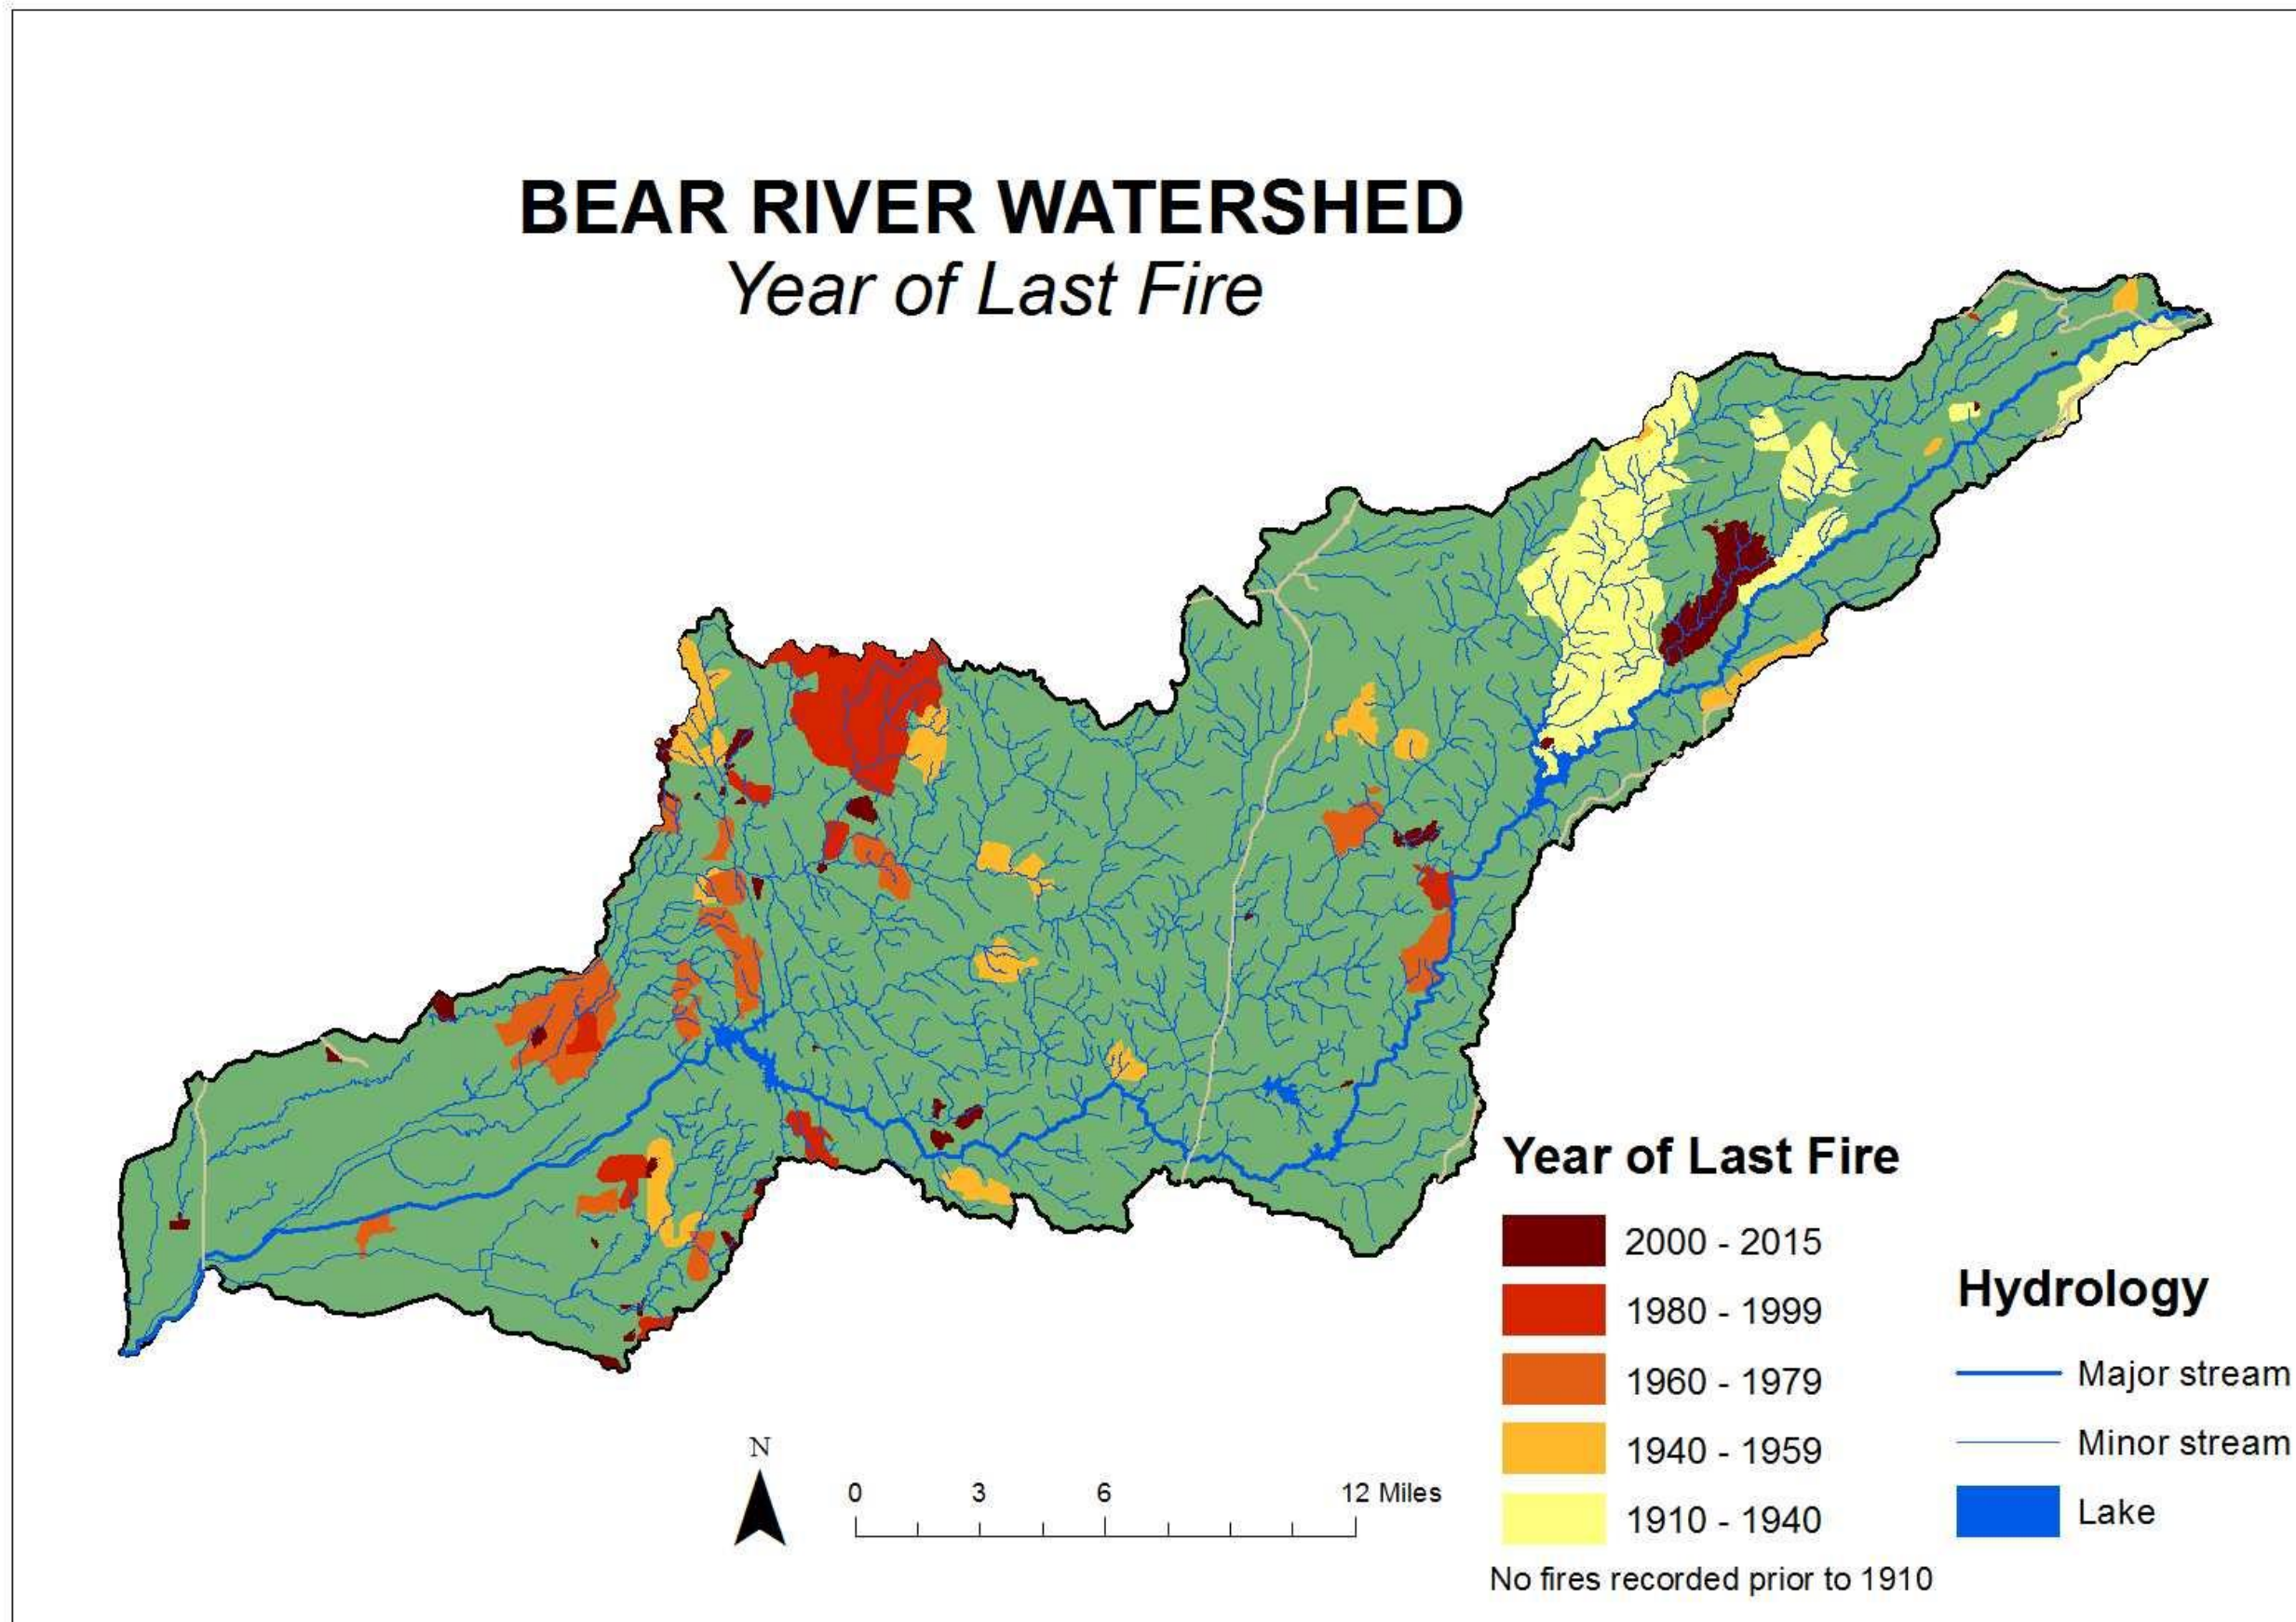 BEAR RIVER WATERSHED
Year of Last Fire
Year of Last Fire
2000 - 2015
1980 - 1999
1960 - 1979
1940 - 1959
1910 - 1940
No fires recorded prior to 1910
Hydrology
Major stream
Minor stream
Lake
N
0 3 6 12 Miles